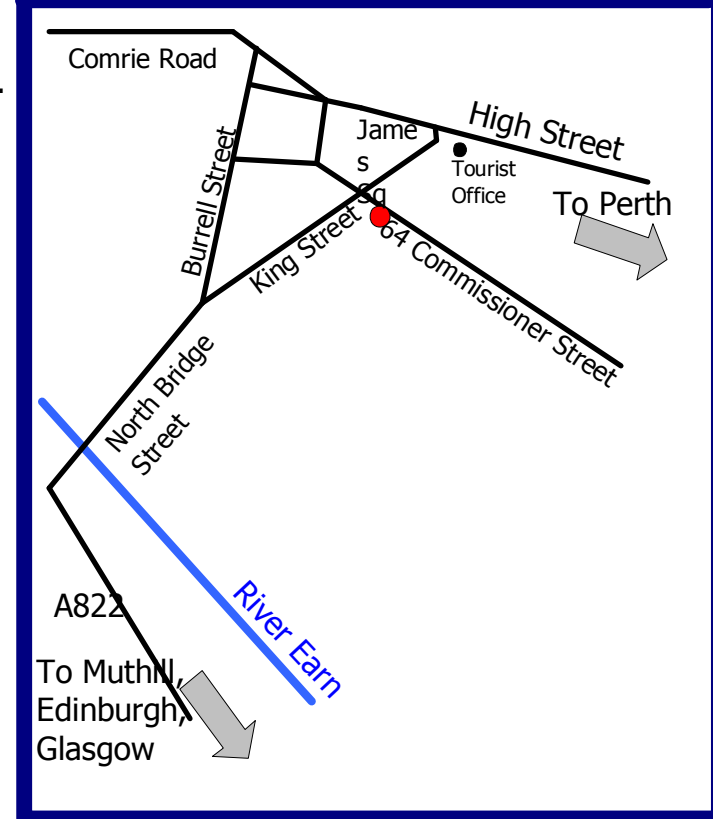 Comrie Road
High Street
Jame
s
Sq
Tourist
Office
To Perth
Burrell Street
King Street
64 Commissioner Street
North Bridge
Street
River Earn
A822
To Muthill,
Edinburgh,
Glasgow